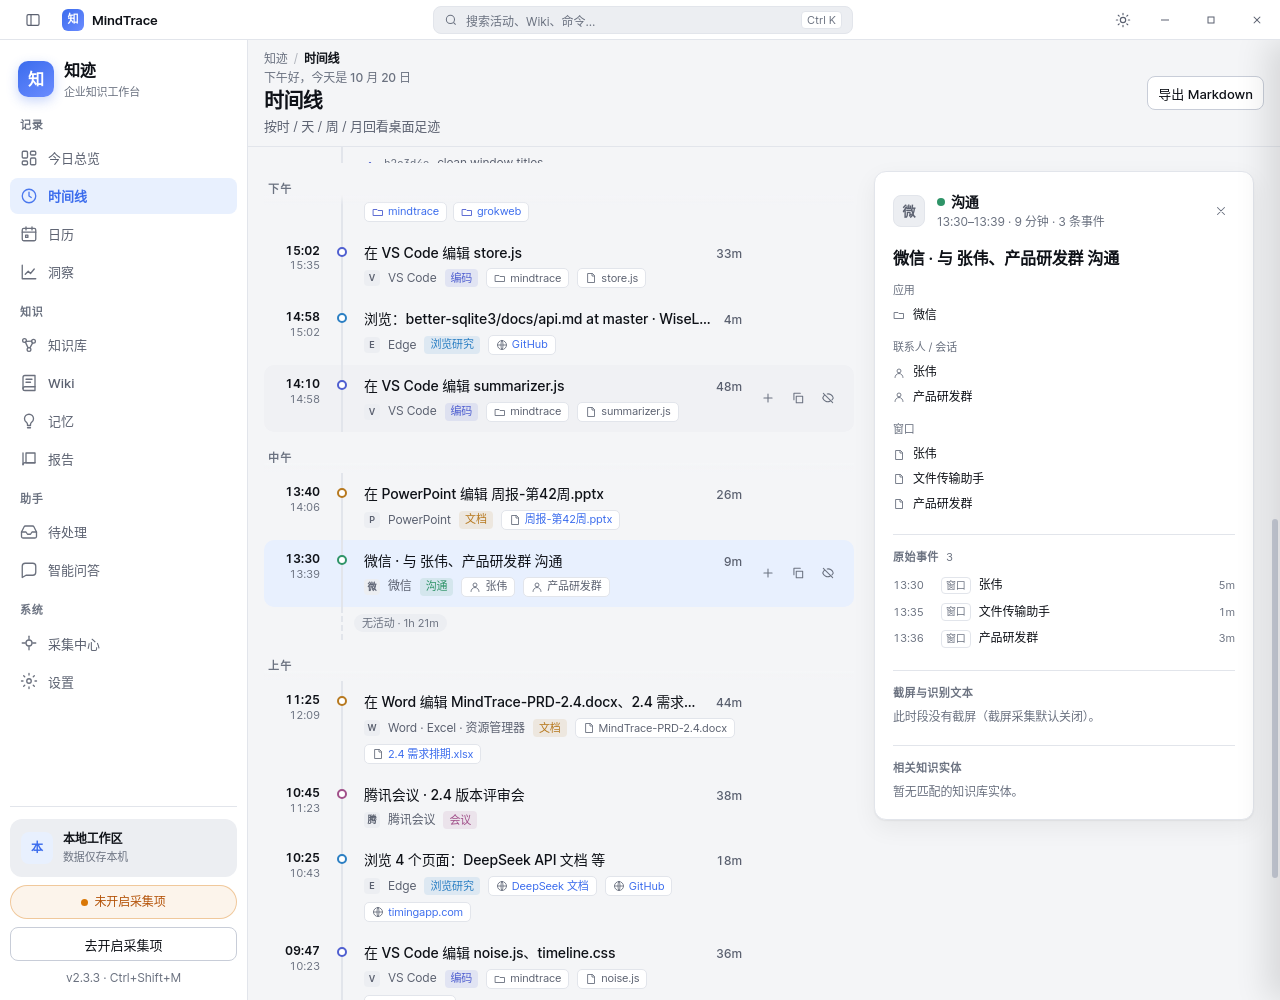 知 MindTrace
搜索活动、Wiki、命令... Ctrl K
知 知迹
企业知识工作台
记录
今日总览
时间线
日历
洞察
知识
知识库
Wiki
记忆
报告
助手
待处理
智能问答
系统
采集中心
设置
本 本地工作区
数据仅存本机
未开启采集项
去开启采集项
v2.3.3 · Ctrl+Shift+M
知迹 / 时间线
下午好，今天是 10 月 20 日
时间线
按时 / 天 / 周 / 月回看桌面足迹
导出 Markdown
clean window titles
下午
mindtrace grokweb
15:02 在 VS Code 编辑 store.js 33m
15:35 V VS Code 编码 mindtrace store.js
14:58 浏览：better-sqlite3/docs/api.md at master · WiseL... 4m
15:02 E Edge 浏览研究 GitHub
14:10 在 VS Code 编辑 summarizer.js 48m
14:58 V VS Code 编码 mindtrace summarizer.js
中午
13:40 在 PowerPoint 编辑 周报-第42周.pptx 26m
14:06 P PowerPoint 文档 周报-第42周.pptx
13:30 微信 · 与 张伟、产品研发群 沟通 9m
13:39 微 微信 沟通 张伟 产品研发群
无活动 · 1h 21m
上午
11:25 在 Word 编辑 MindTrace-PRD-2.4.docx、2.4 需求... 44m
12:09 W Word · Excel · 资源管理器 文档 MindTrace-PRD-2.4.docx
2.4 需求排期.xlsx
10:45 腾讯会议 · 2.4 版本评审会 38m
11:23 腾 腾讯会议 会议
10:25 浏览 4 个页面：DeepSeek API 文档 等 18m
10:43 E Edge 浏览研究 DeepSeek 文档 GitHub
timingapp.com
09:47 在 VS Code 编辑 noise.js、timeline.css 36m
10:23 V VS Code 编码 mindtrace noise.js
微 沟通
13:30–13:39 · 9 分钟 · 3 条事件
微信 · 与 张伟、产品研发群 沟通
应用
微信
联系人 / 会话
张伟
产品研发群
窗口
张伟
文件传输助手
产品研发群
原始事件 3
13:30 窗口 张伟 5m
13:35 窗口 文件传输助手 1m
13:36 窗口 产品研发群 3m
截屏与识别文本
此时段没有截屏（截屏采集默认关闭）。
相关知识实体
暂无匹配的知识库实体。